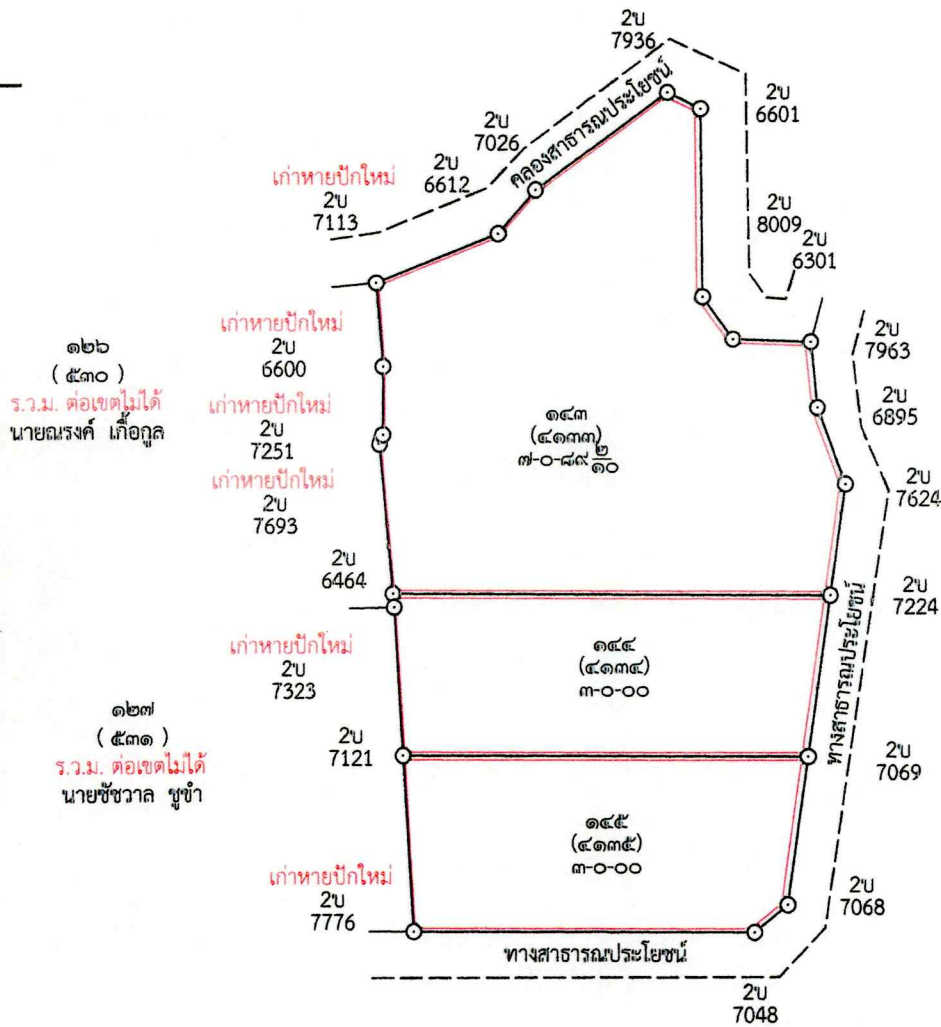 2บ
7936
2บ
6601
2บ
7026
คลองสาธารณประโยชน์
2บ
6612
เก่าหายปักใหม่
2บ
7113
2บ
8009
2บ
6301
เก่าหายปักใหม่
2บ
6600
2บ
7963
๑๒๖
( ๕๓๐ )
ร.ว.ม. ต่อเขตไม่ได้
นายณรงค์ เกื้อกูล
เก่าหายปักใหม่
2บ
7251
2บ
6895
๑๔๓
(๔๑๓๓)
๗-๐-๘๙ ๒/๑๐
เก่าหายปักใหม่
2บ
7693
2บ
7624
2บ
6464
2บ
7224
เก่าหายปักใหม่
2บ
7323
๑๔๔
(๔๑๓๔)
๓-๐-๐๐
ทางสาธารณประโยชน์
๑๒๗
( ๕๓๑ )
ร.ว.ม. ต่อเขตไม่ได้
นายชัชวาล ชูขำ
2บ
7121
2บ
7069
๑๔๕
(๔๑๓๕)
๓-๐-๐๐
เก่าหายปักใหม่
2บ
7776
2บ
7068
ทางสาธารณประโยชน์
2บ
7048